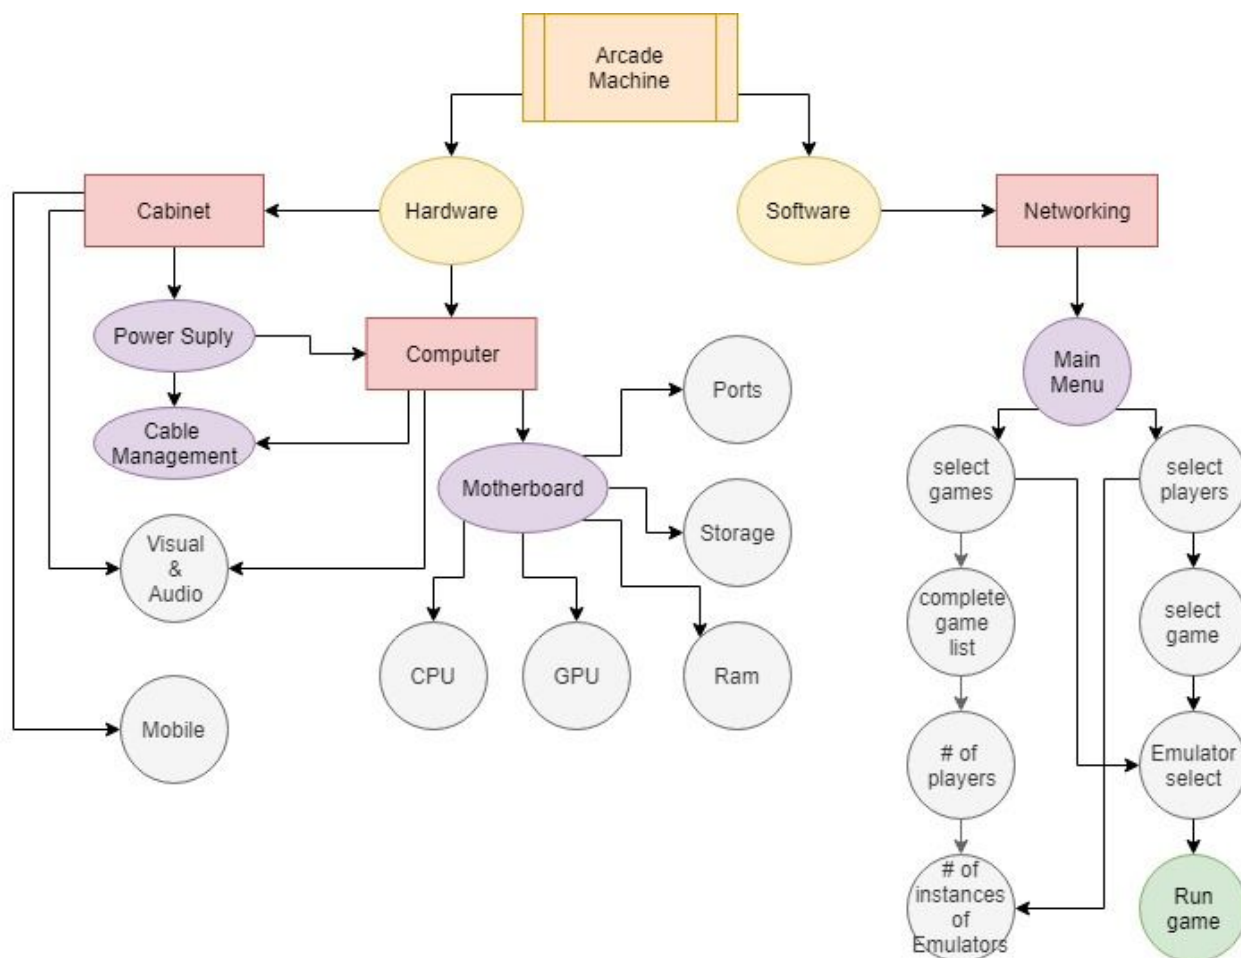 Arcade
Machine
Cabinet
Hardware
Software
Networking
Power Suply
Computer
Main
Menu
Ports
Cable
Management
Motherboard
select
games
select
players
Storage
Visual
&
Audio
complete
game
list
select
game
CPU
GPU
Ram
Mobile
# of
players
Emulator
select
# of
instances
of
Emulators
Run
game